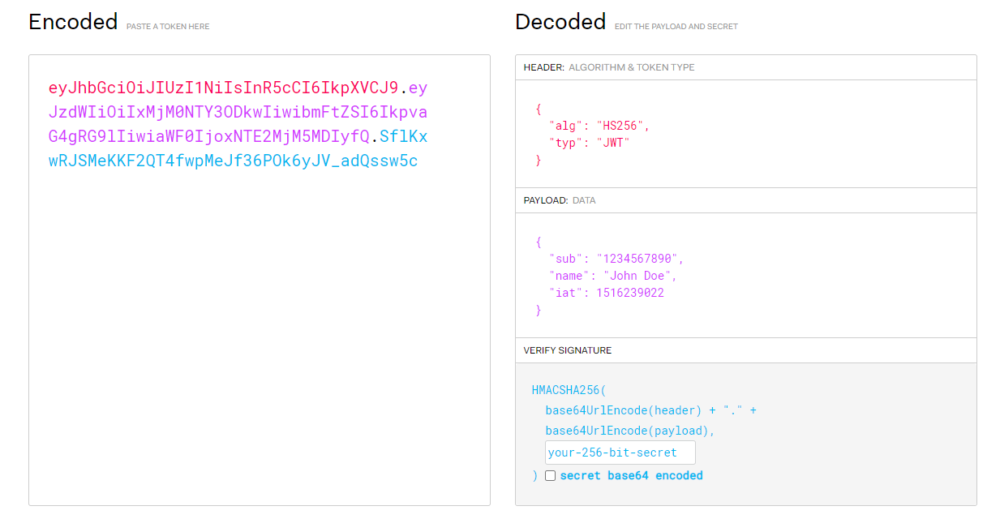 Encoded PASTE A TOKEN HERE
eyJhbGciOiJIUzI1NiIsInR5cCI6IkpXVCJ9.ey
JzdWIiOiIxMjM0NTY3ODkwIiwibmFtZSI6Ikpva
G4gRG9lIiwiaWF0IjoxNTE2MjM5MDIyfQ.SflKx
wRJSMeKKF2QT4fwpMeJf36POk6yJV_adQssw5c
Decoded EDIT THE PAYLOAD AND SECRET
HEADER: ALGORITHM & TOKEN TYPE
{
"alg": "HS256",
"typ": "JWT"
}
PAYLOAD: DATA
{
"sub": "1234567890",
"name": "John Doe",
"iat": 1516239022
}
VERIFY SIGNATURE
HMACSHA256(
base64UrlEncode(header) + "." +
base64UrlEncode(payload),
your-256-bit-secret
) secret base64 encoded